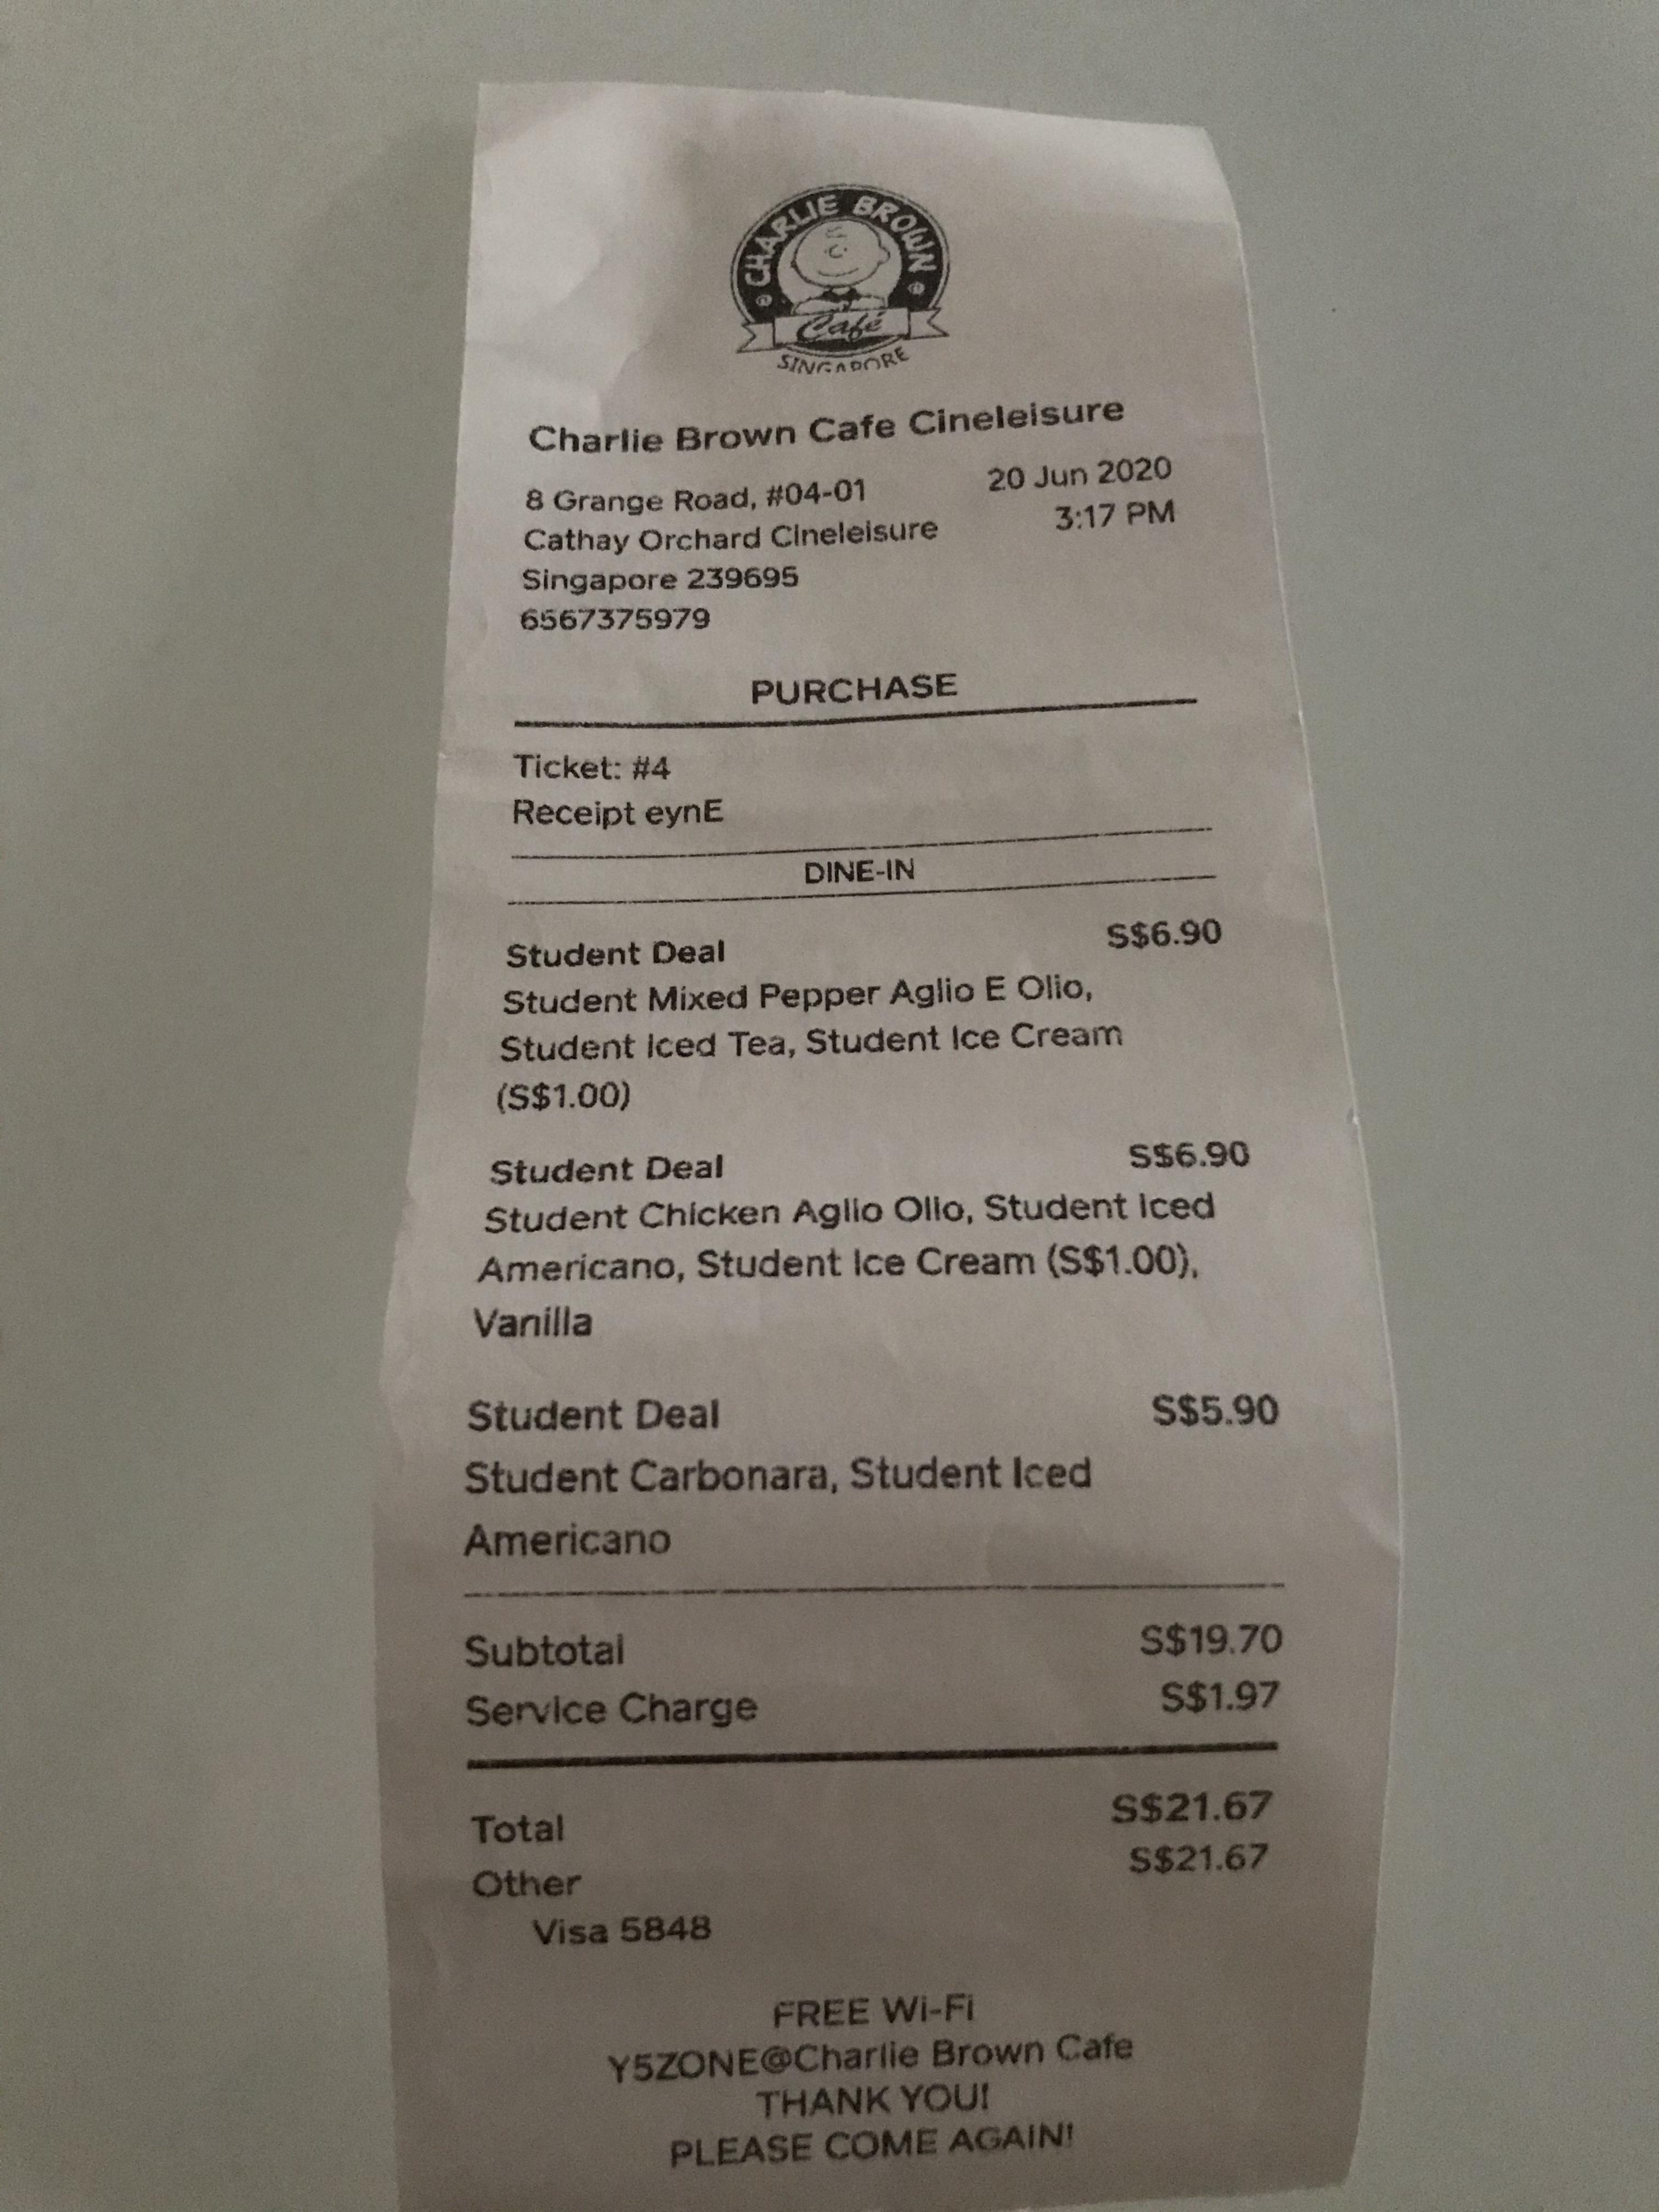 CHARLIE BROWN
Café
SINGAPORE
Charlie Brown Cafe Cineleisure
8 Grange Road, #04-01 20 Jun 2020
Cathay Orchard Cineleisure 3:17 PM
Singapore 239695
6567375979
PURCHASE
Ticket: #4
Receipt eynE
DINE-IN
Student Deal S$6.90
Student Mixed Pepper Aglio E Olio,
Student Iced Tea, Student Ice Cream
(S$1.00)
Student Deal S$6.90
Student Chicken Aglio Olio, Student Iced
Americano, Student Ice Cream (S$1.00),
Vanilla
Student Deal S$5.90
Student Carbonara, Student Iced
Americano
Subtotal S$19.70
Service Charge S$1.97
Total S$21.67
Other S$21.67
Visa 5848
FREE Wi-Fi
Y5ZONE@Charlie Brown Cafe
THANK YOU!
PLEASE COME AGAIN!